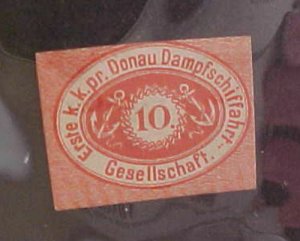 Erste k. k. pr. Donau Dampfschiffahrt..
10
Gesellschaft.